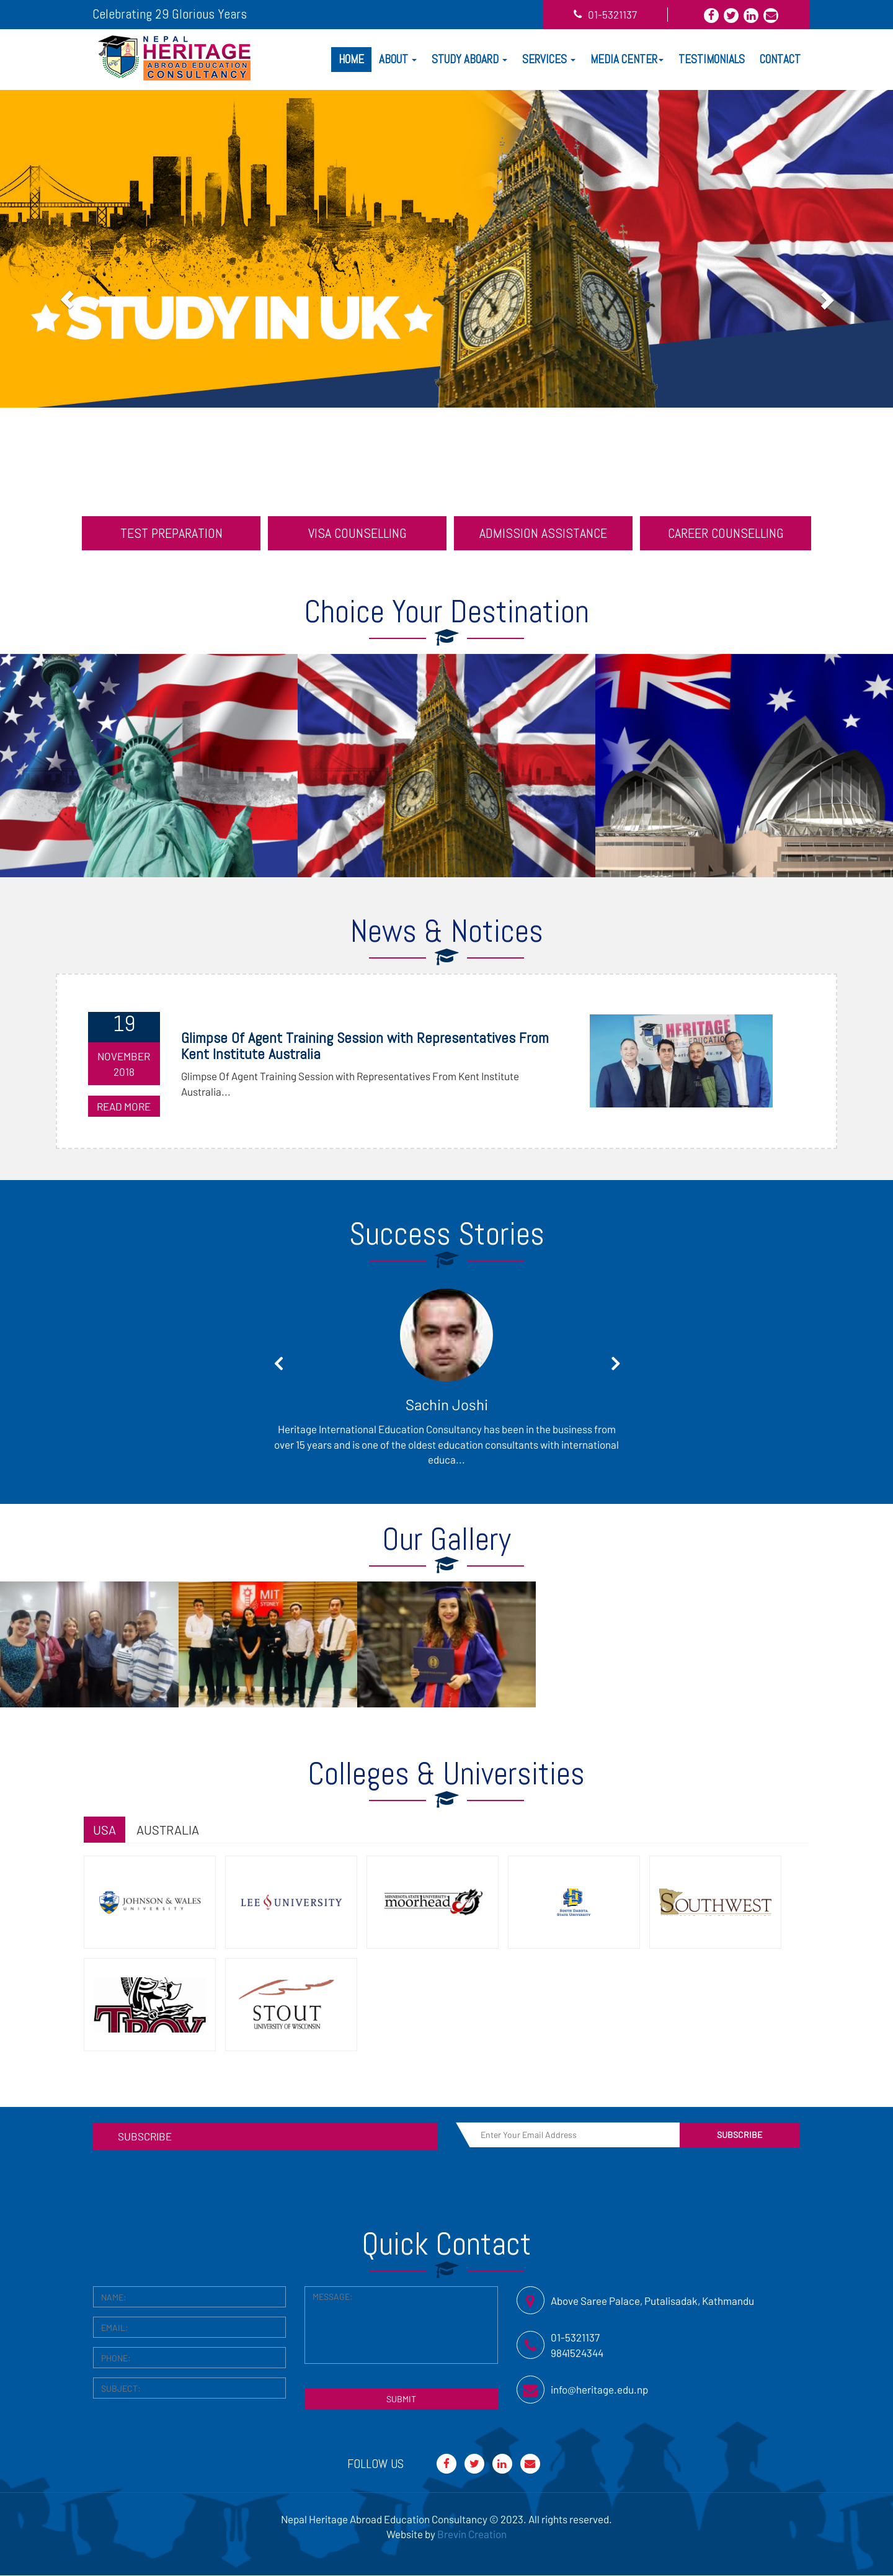 Celebrating 29 Glorious Years
01-5321137
NEPAL
HERITAGE
ABROAD EDUCATION
CONSULTANCY
HOME
ABOUT
STUDY ABOARD
SERVICES
MEDIA CENTER
TESTIMONIALS
CONTACT
STUDY IN UK
TEST PREPARATION
VISA COUNSELLING
ADMISSION ASSISTANCE
CAREER COUNSELLING
Choice Your Destination
News & Notices
19
NOVEMBER
2018
READ MORE
Glimpse Of Agent Training Session with Representatives From
Kent Institute Australia
Glimpse Of Agent Training Session with Representatives From Kent Institute
Australia...
HERITAGE
Success Stories
Sachin Joshi
Heritage International Education Consultancy has been in the business from
over 15 years and is one of the oldest education consultants with international
educa...
Our Gallery
MIT
SYDNEY
Colleges & Universities
USA
AUSTRALIA
JOHNSON & WALES
UNIVERSITY
LEE UNIVERSITY
MINNESOTA STATE UNIVERSITY
moorhead
NORTH DAKOTA
STATE UNIVERSITY
SOUTHWEST
TROY
STOUT
UNIVERSITY OF WISCONSIN
SUBSCRIBE
Enter Your Email Address
SUBSCRIBE
Quick Contact
NAME:
EMAIL:
PHONE:
SUBJECT:
MESSAGE:
SUBMIT
Above Saree Palace, Putalisadak, Kathmandu
01-5321137
9841524344
info@heritage.edu.np
FOLLOW US
Nepal Heritage Abroad Education Consultancy © 2023. All rights reserved.
Website by Brevin Creation